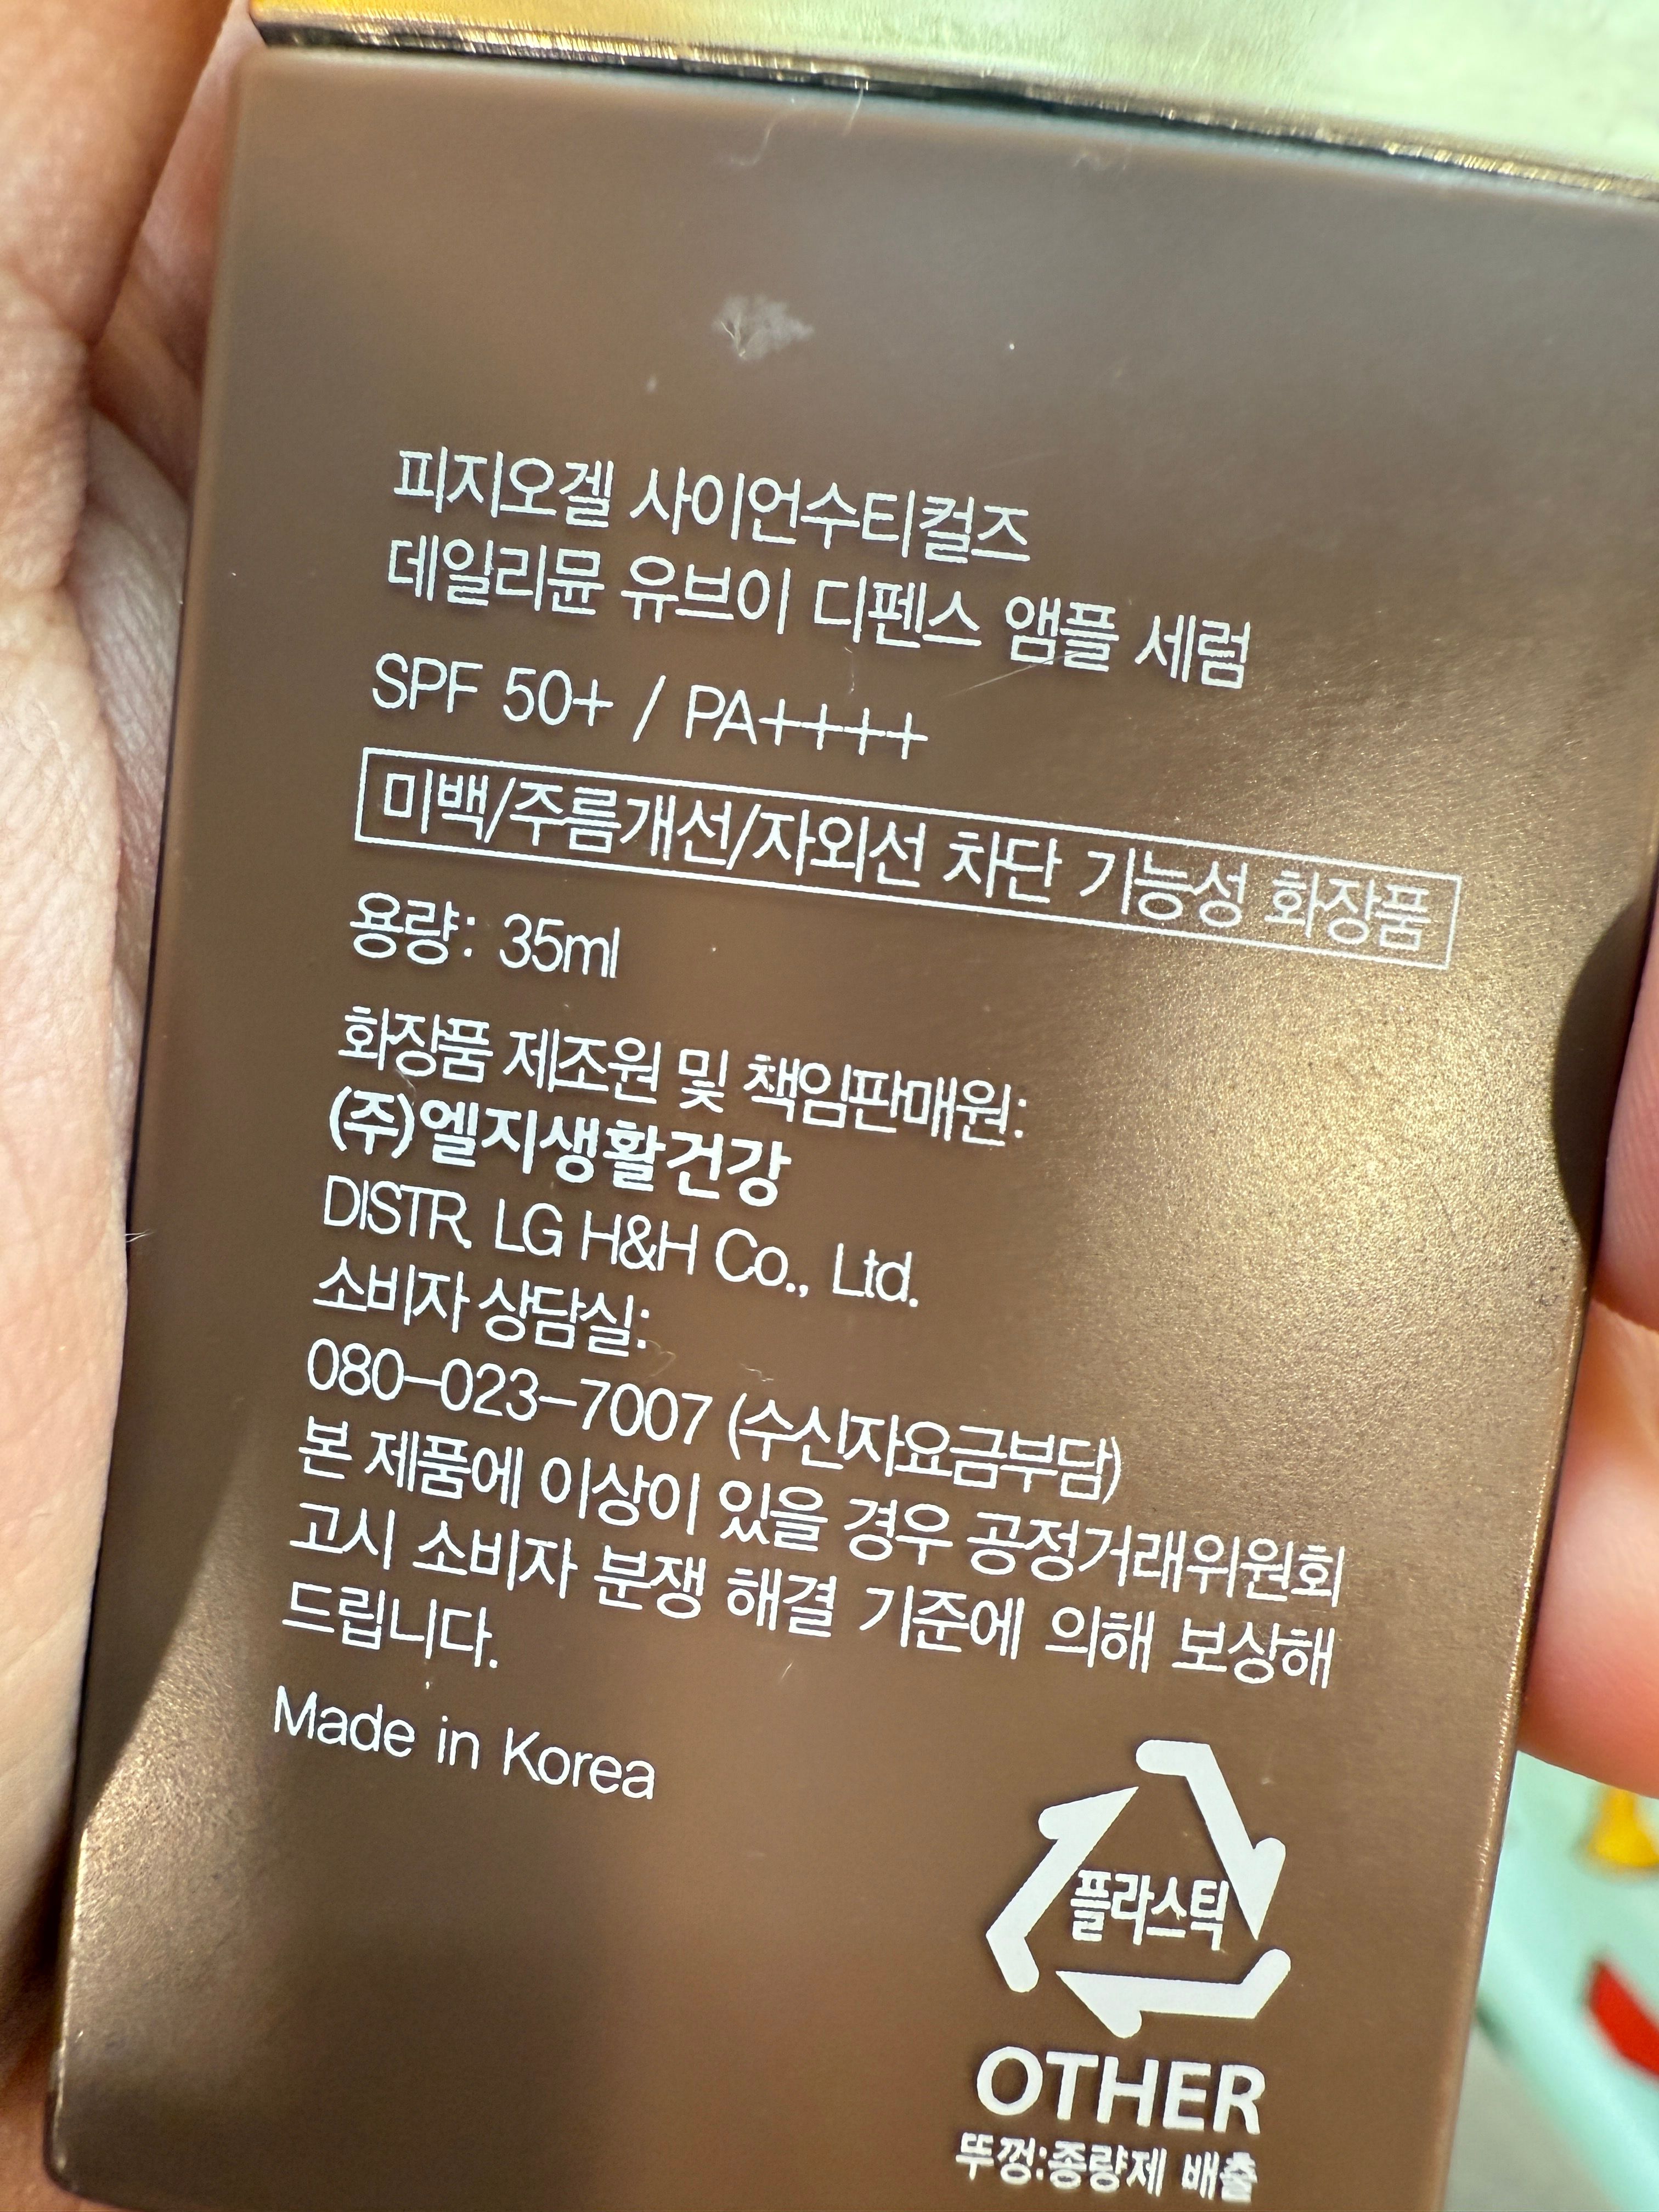 피지오겔 사이언수티컬즈
데일리뮨 유브이 디펜스 앰플 세럼
SPF 50+ / PA++++
미백/주름개선/자외선 차단 기능성 화장품
용량: 35ml
화장품 제조원 및 책임판매원:
(주)엘지생활건강
DISTR. LG H&H Co., Ltd.
소비자 상담실:
080-023-7007 (수신자요금부담)
본 제품에 이상이 있을 경우 공정거래위원회
고시 소비자 분쟁 해결 기준에 의해 보상해
드립니다.
Made in Korea
플라스틱
OTHER
뚜껑:종량제 배출